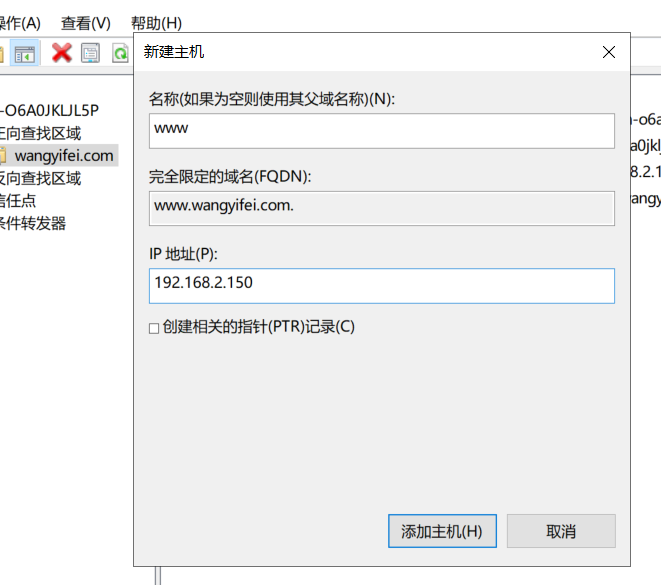 操作(A) 查看(V) 帮助(H)
新建主机
-O6A0JKLJL5P
正向查找区域
wangyifei.com
反向查找区域
信任点
条件转发器
名称(如果为空则使用其父域名称)(N):
www
完全限定的域名(FQDN):
www.wangyifei.com.
IP 地址(P):
192.168.2.150
创建相关的指针(PTR)记录(C)
添加主机(H) 取消
n-o6a
a0jklj
8.2.1
vangy